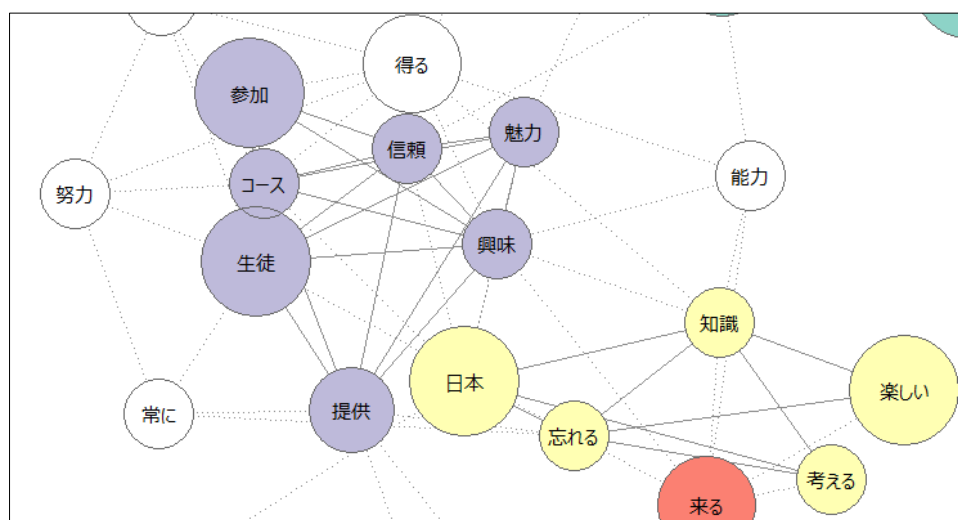 得る
参加
魅力
信頼
能力
コース
努力
興味
生徒
知識
日本
楽しい
提供
常に
忘れる
考える
来る